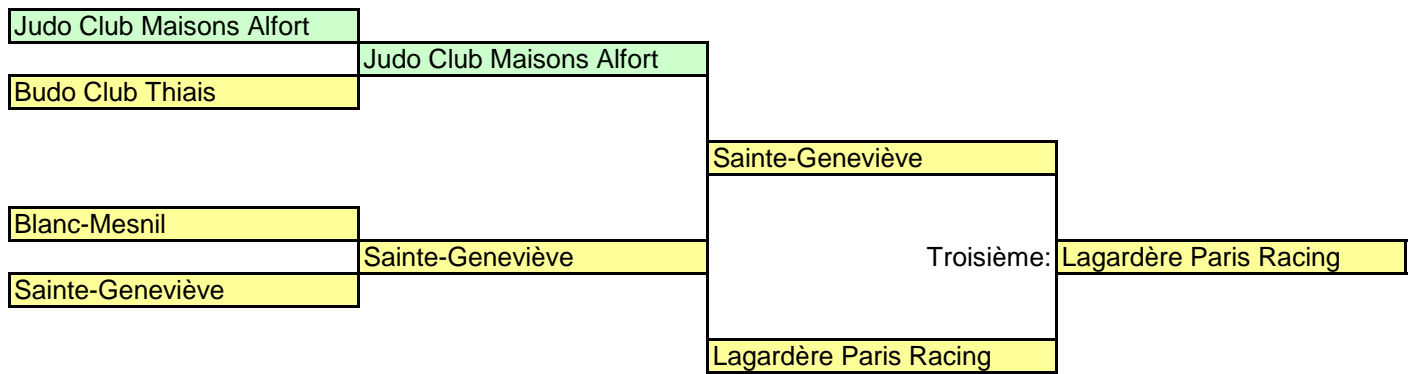 Judo Club Maisons Alfort
Judo Club Maisons Alfort
Budo Club Thiais
Sainte-Geneviève
Blanc-Mesnil
Sainte-Geneviève
Troisième: Lagardère Paris Racing
Sainte-Geneviève
Lagardère Paris Racing